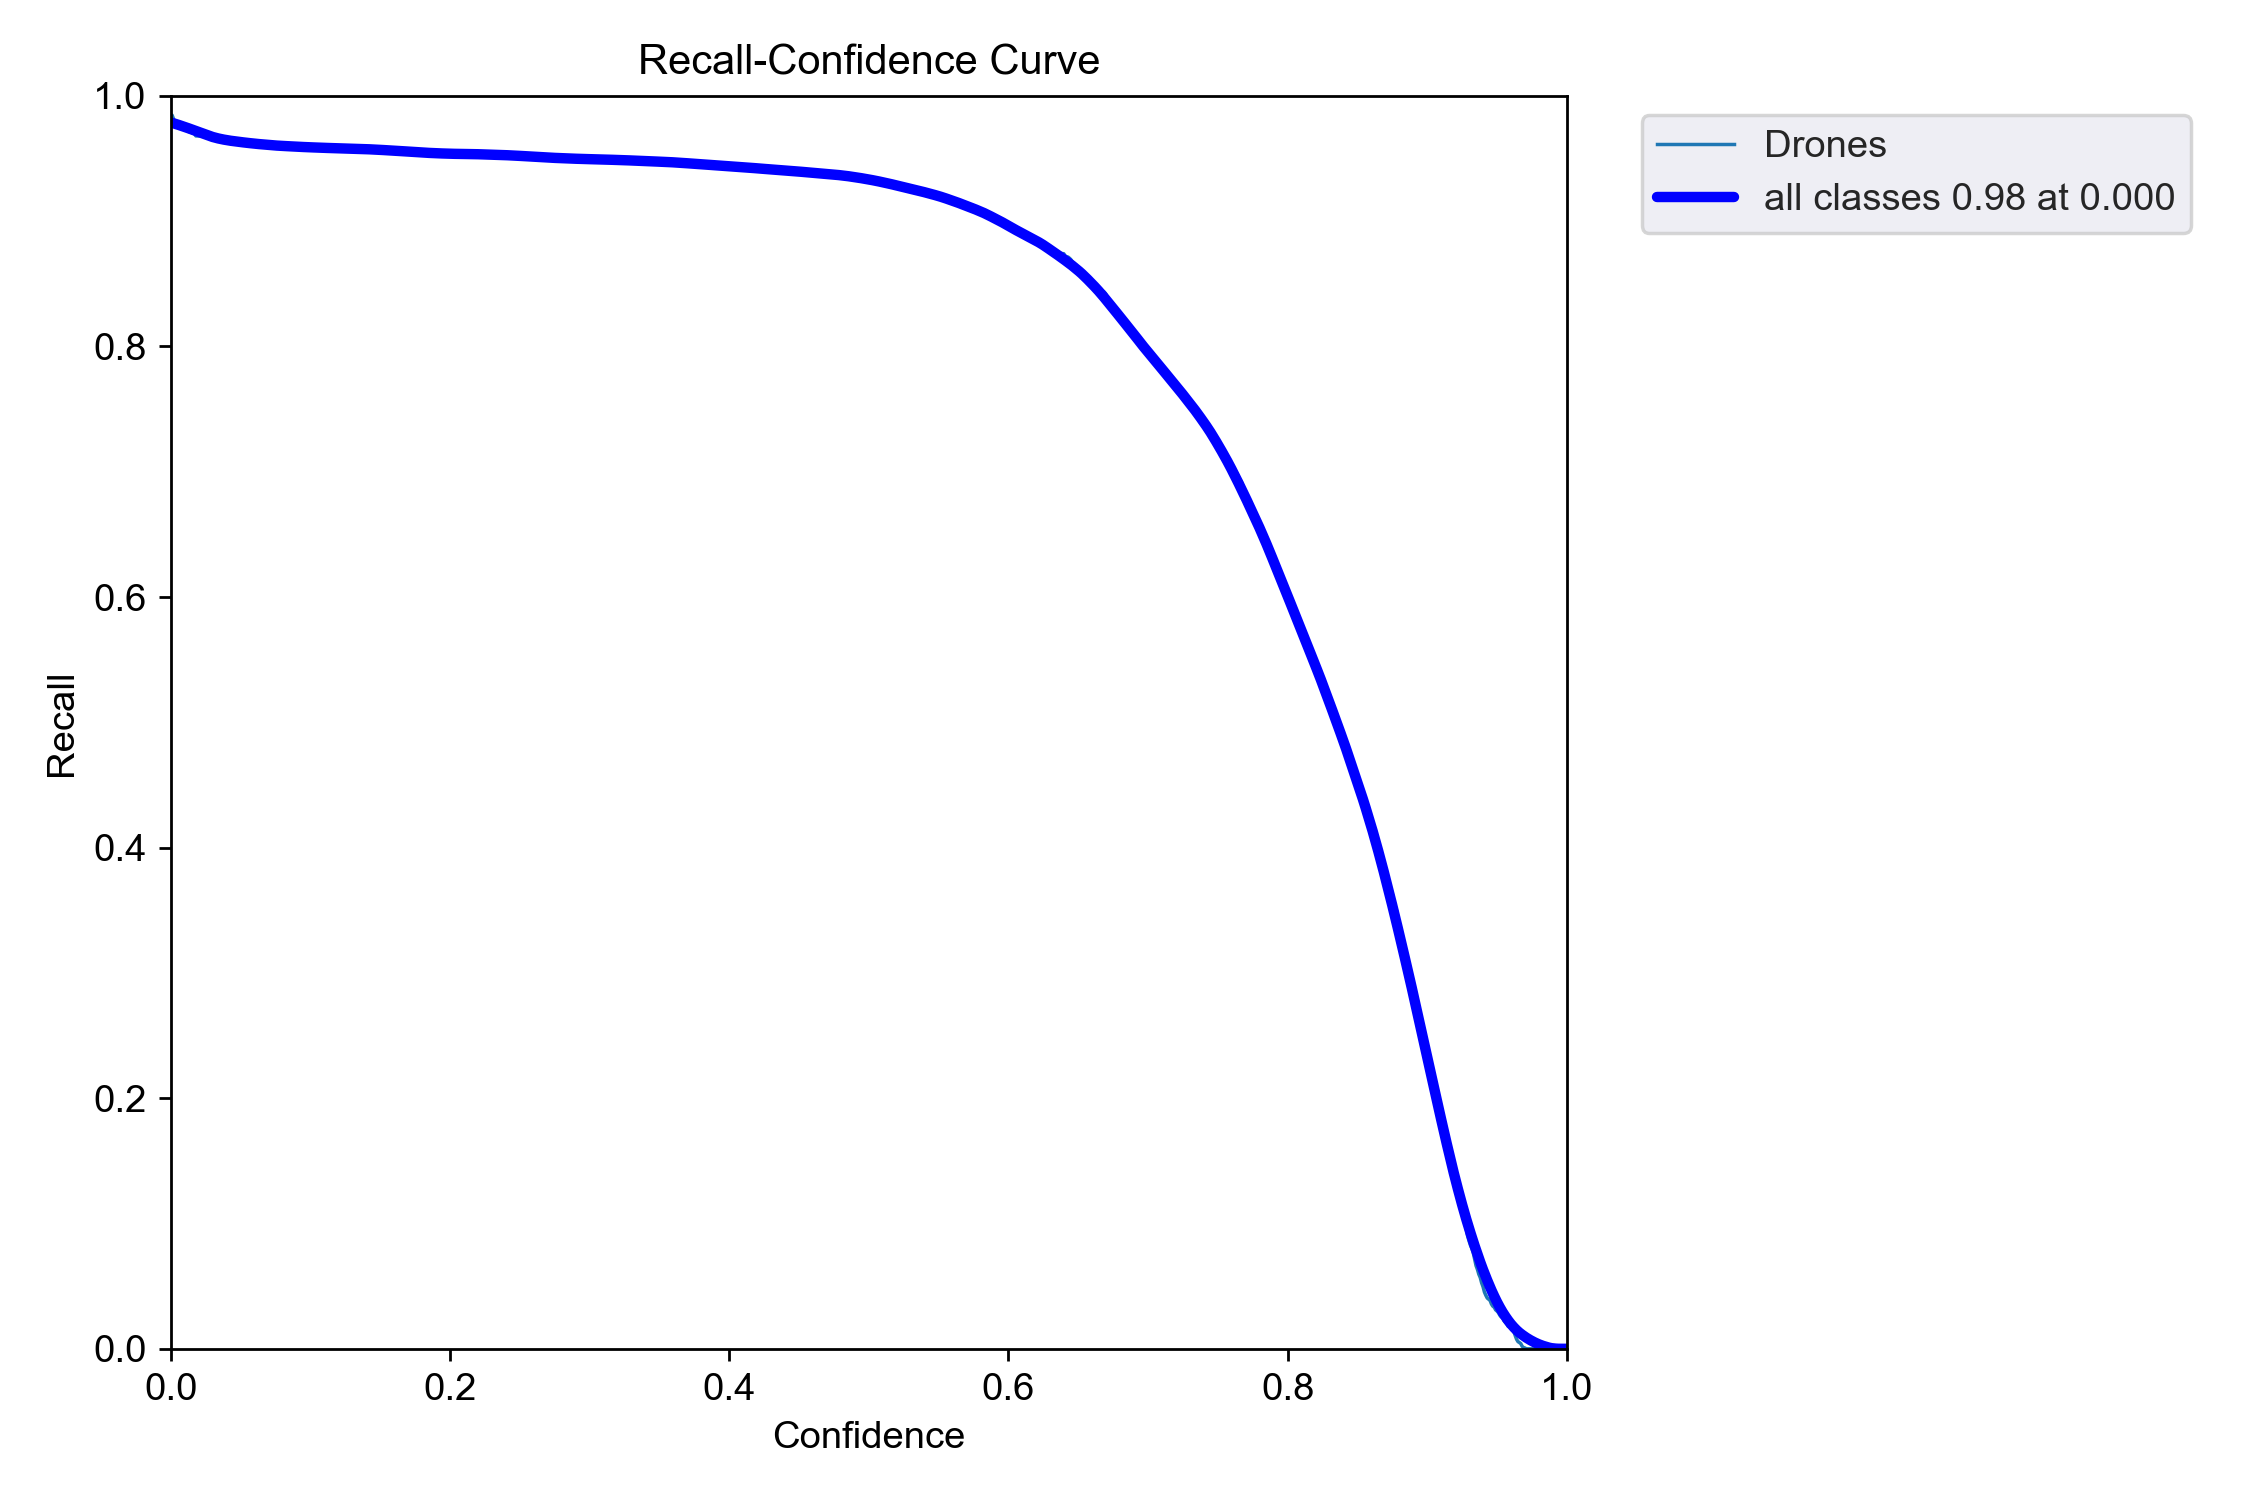 Recall-Confidence Curve
1.0
0.8
0.6
0.4
0.2
0.0
Recall
0.0 0.2 0.4 0.6 0.8 1.0
Confidence
Drones
all classes 0.98 at 0.000